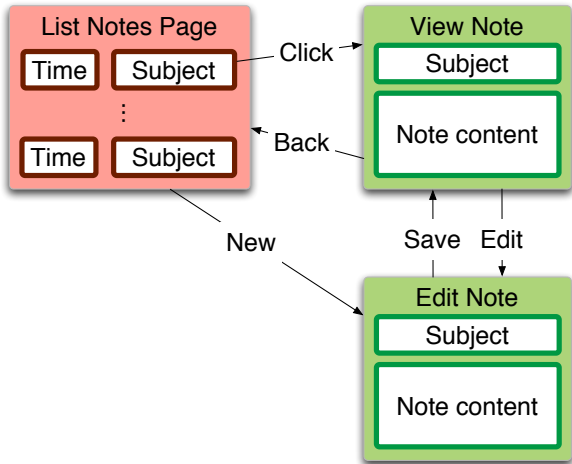 List Notes Page
Time Subject
⋮
Time Subject
Click
Back
View Note
Subject
Note content
New
Save Edit
Edit Note
Subject
Note content